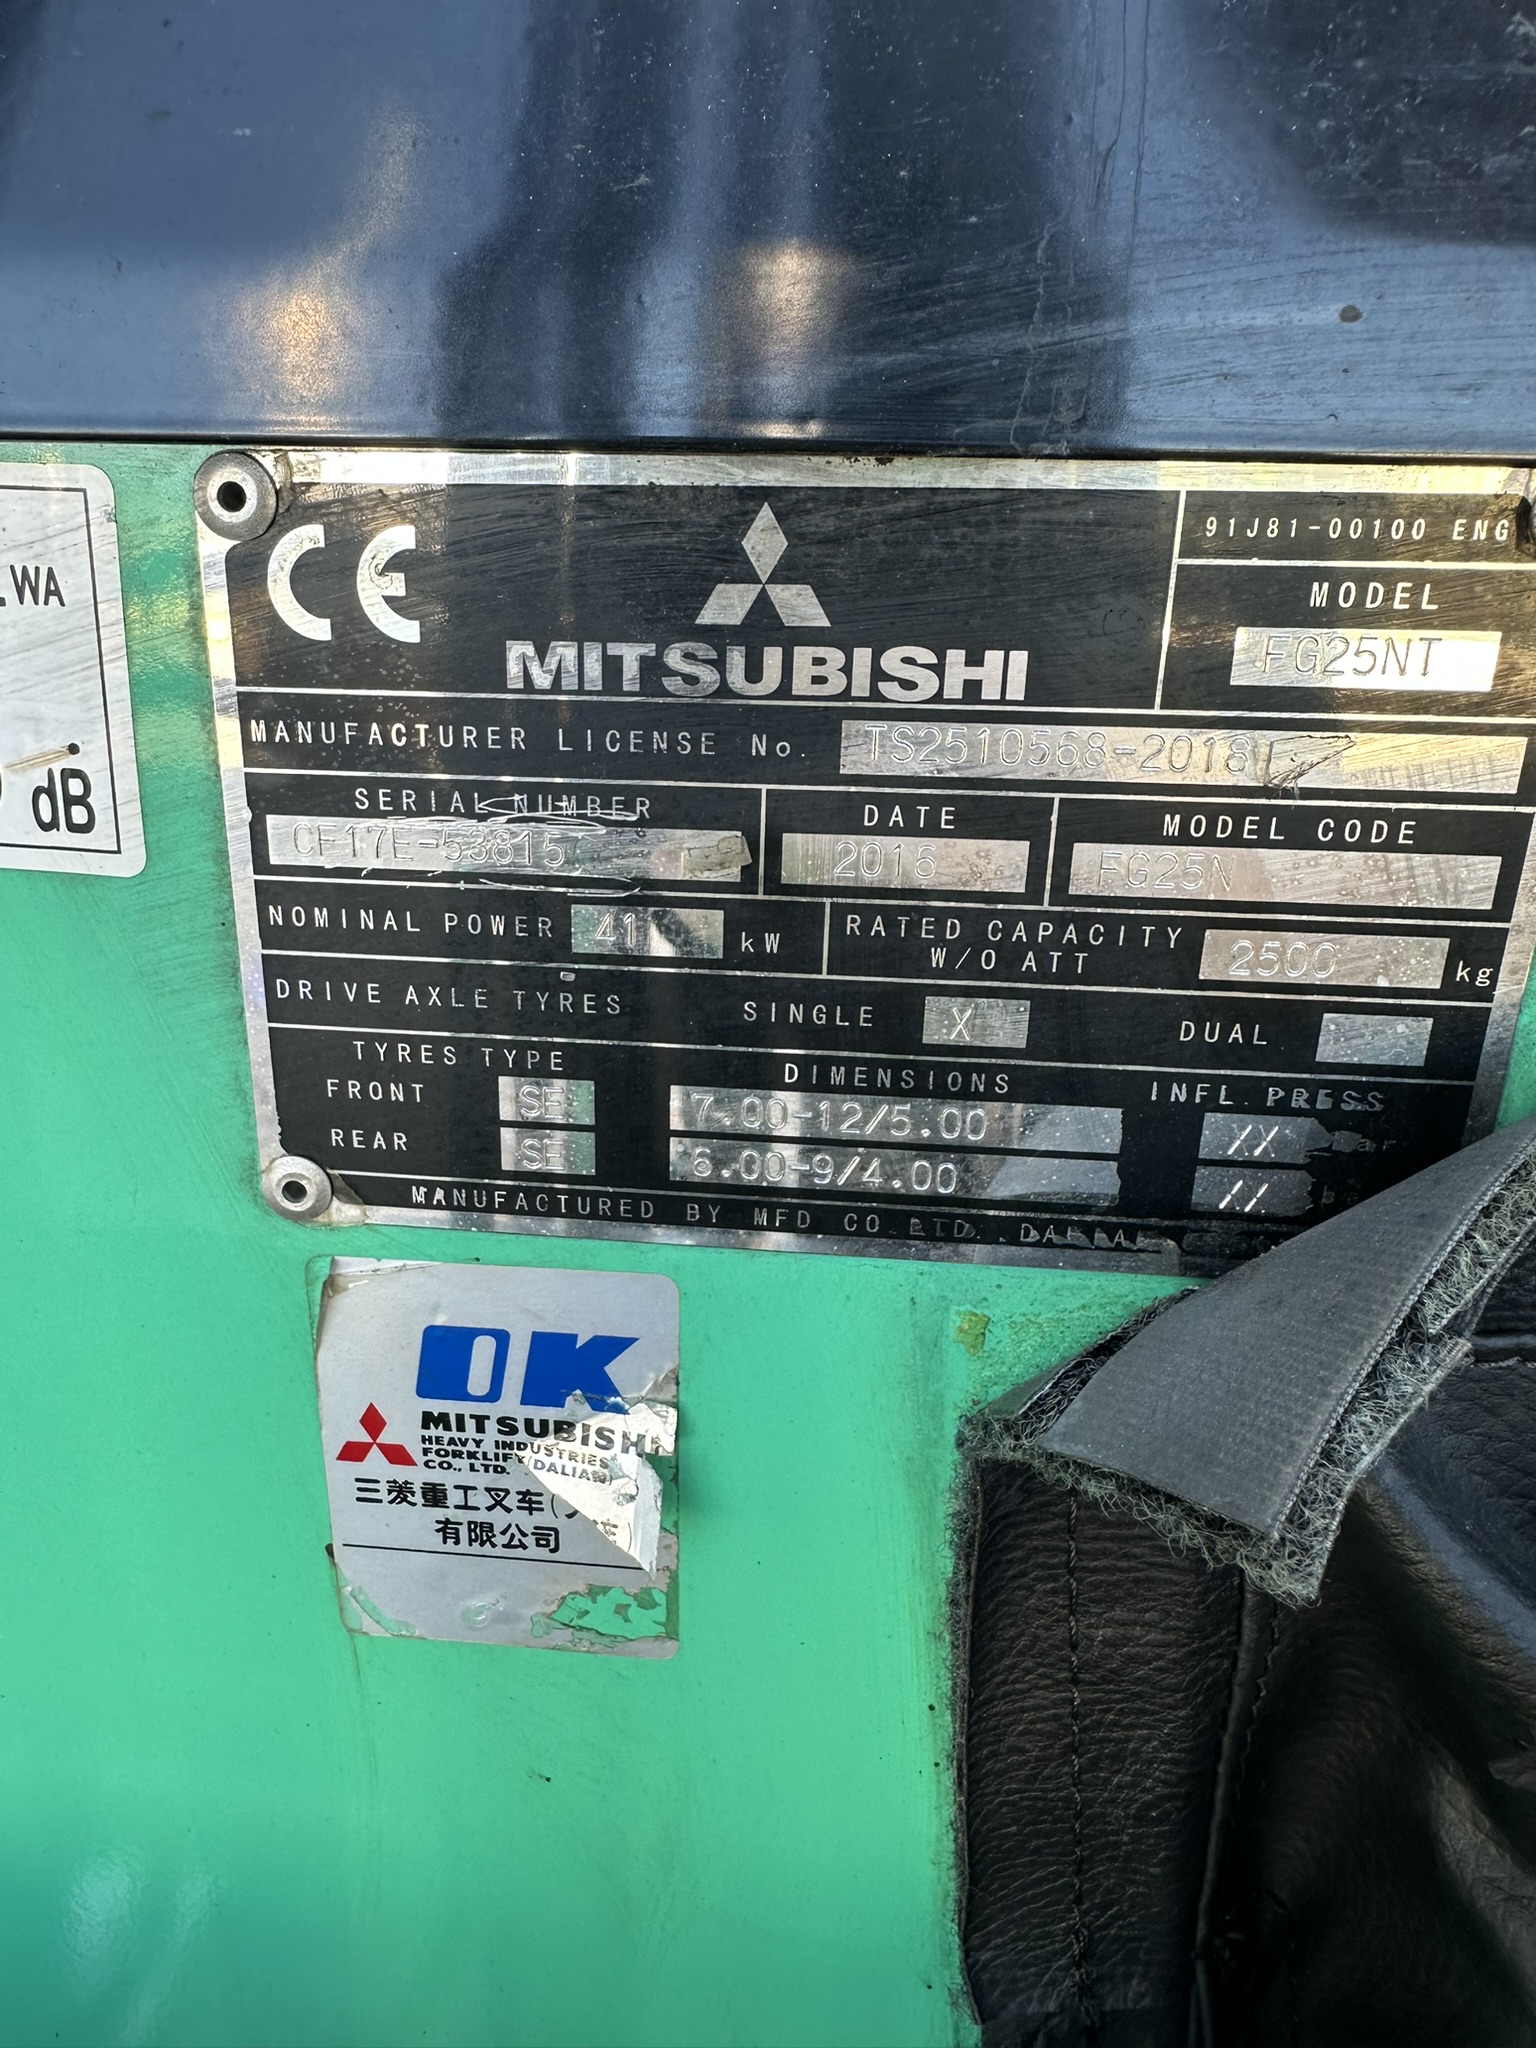 WA
dB
CE
MITSUBISHI
91J81-00100 ENG
MODEL
FG25NT
MANUFACTURER LICENSE No. TS2510568-2018
SERIAL NUMBER
CF17E-53815
DATE
2016
MODEL CODE
FG25N
NOMINAL POWER 41 kW
RATED CAPACITY
W/O ATT
2500 kg
DRIVE AXLE TYRES SINGLE X DUAL
TYRES TYPE DIMENSIONS INFL. PRESS
FRONT SE 7.00-12/5.00 XX
REAR SE 6.00-9/4.00 //
MANUFACTURED BY MFD CO.LTD.
OK
MITSUBISHI
HEAVY INDUSTRIES
FORKLIFT (DALIAN)
CO., LTD.
三菱重工叉车(
有限公司